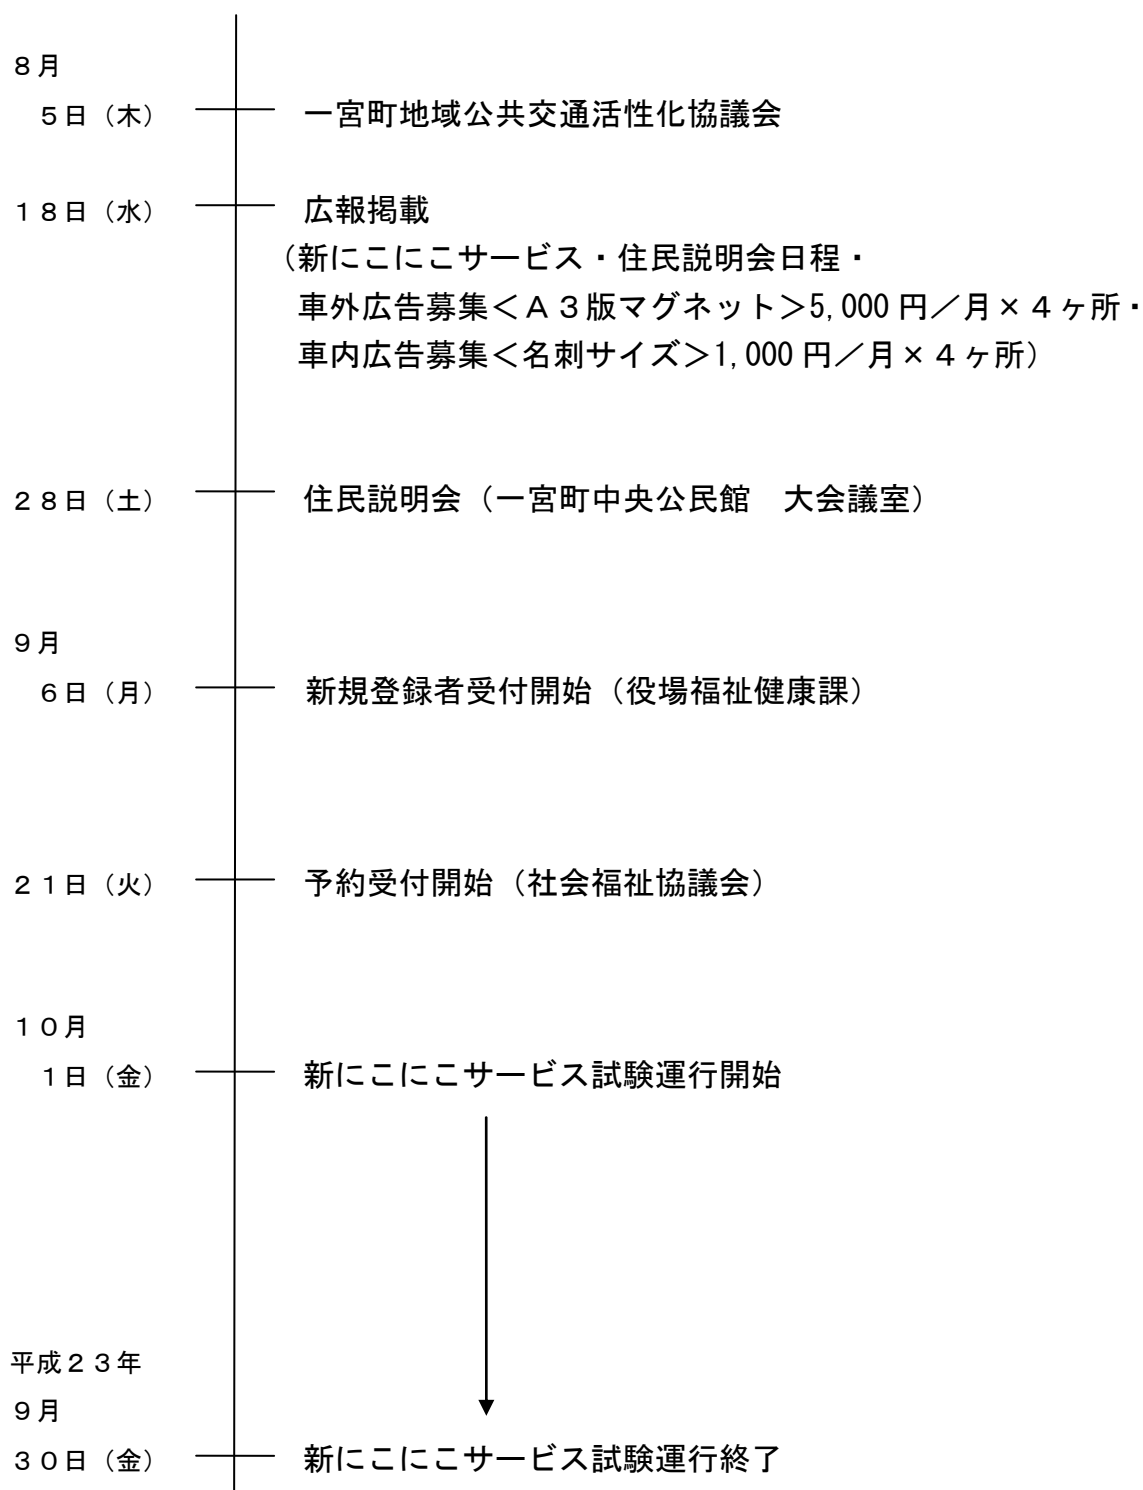 ８月
５日（木） 一宮町地域公共交通活性化協議会
１８日（水） 広報掲載
（新にこにこサービス・住民説明会日程・
車外広告募集＜Ａ３版マグネット＞5,000円／月×４ヶ所・
車内広告募集＜名刺サイズ＞1,000円／月×４ヶ所）
２８日（土） 住民説明会（一宮町中央公民館　大会議室）
９月
６日（月） 新規登録者受付開始（役場福祉健康課）
２１日（火） 予約受付開始（社会福祉協議会）
１０月
１日（金） 新にこにこサービス試験運行開始
平成２３年
９月
３０日（金） 新にこにこサービス試験運行終了